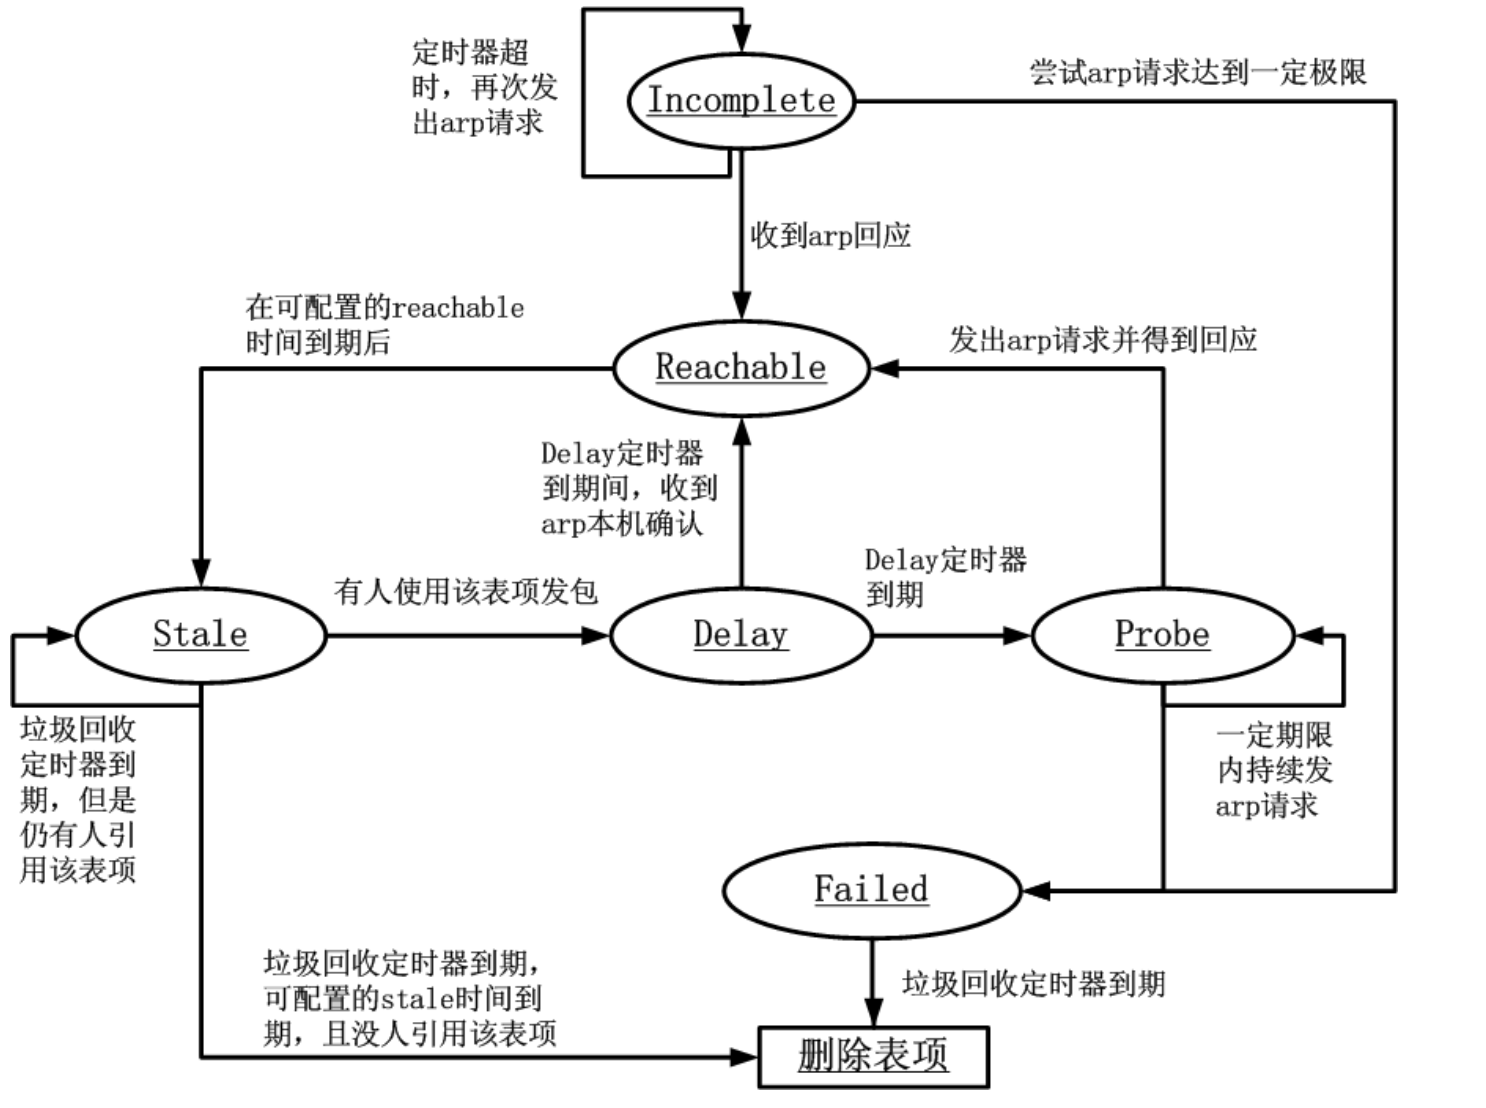 定时器超
时，再次发
出arp请求
Incomplete
尝试arp请求达到一定极限
收到arp回应
在可配置的reachable
时间到期后
Reachable
发出arp请求并得到回应
Delay定时器
到期间，收到
arp本机确认
Delay定时器
到期
有人使用该表项发包
Stale
Delay
Probe
垃圾回收
定时器到
期，但是
仍有人引
用该表项
一定期限
内持续发
arp请求
Failed
垃圾回收定时器到期，
可配置的stale时间到
期，且没人引用该表项
垃圾回收定时器到期
删除表项